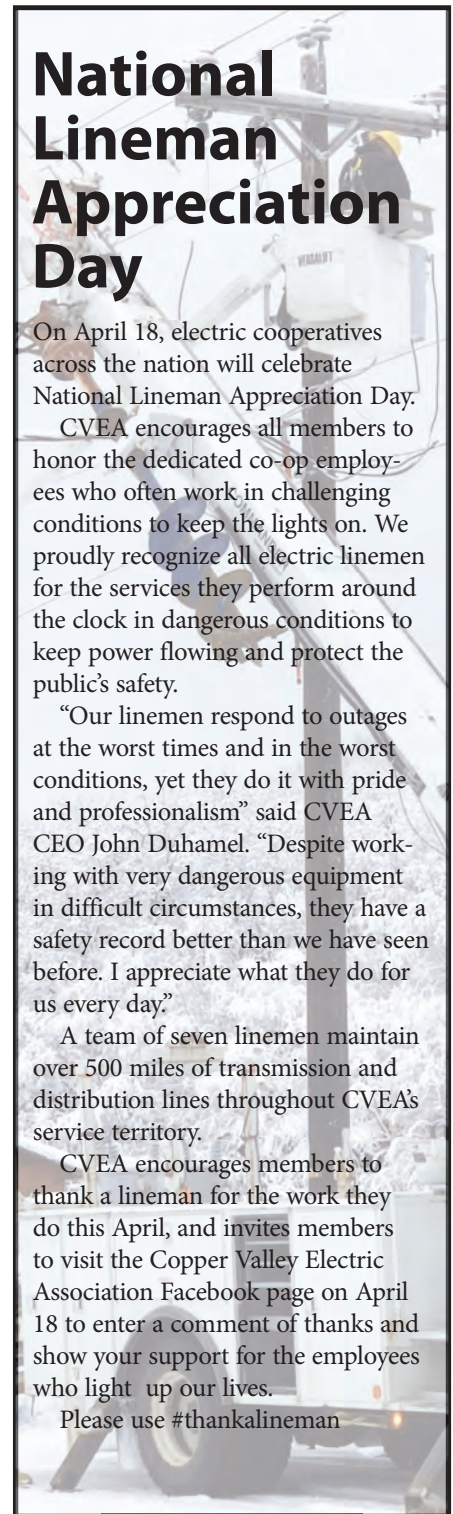 National
Lineman
Appreciation
Day
VERSALIFT
On April 18, electric cooperatives
across the nation will celebrate
National Lineman Appreciation Day.
CVEA encourages all members to
honor the dedicated co-op employ-
ees who often work in challenging
conditions to keep the lights on. We
proudly recognize all electric linemen
for the services they perform around
the clock in dangerous conditions to
keep power flowing and protect the
public’s safety.
“Our linemen respond to outages
at the worst times and in the worst
conditions, yet they do it with pride
and professionalism” said CVEA
CEO John Duhamel. “Despite work-
ing with very dangerous equipment
in difficult circumstances, they have a
safety record better than we have seen
before. I appreciate what they do for
us every day.”
A team of seven linemen maintain
over 500 miles of transmission and
distribution lines throughout CVEA’s
service territory.
CVEA encourages members to
thank a lineman for the work they
do this April, and invites members
to visit the Copper Valley Electric
Association Facebook page on April
18 to enter a comment of thanks and
show your support for the employees
who light  up our lives.
Please use #thankalineman